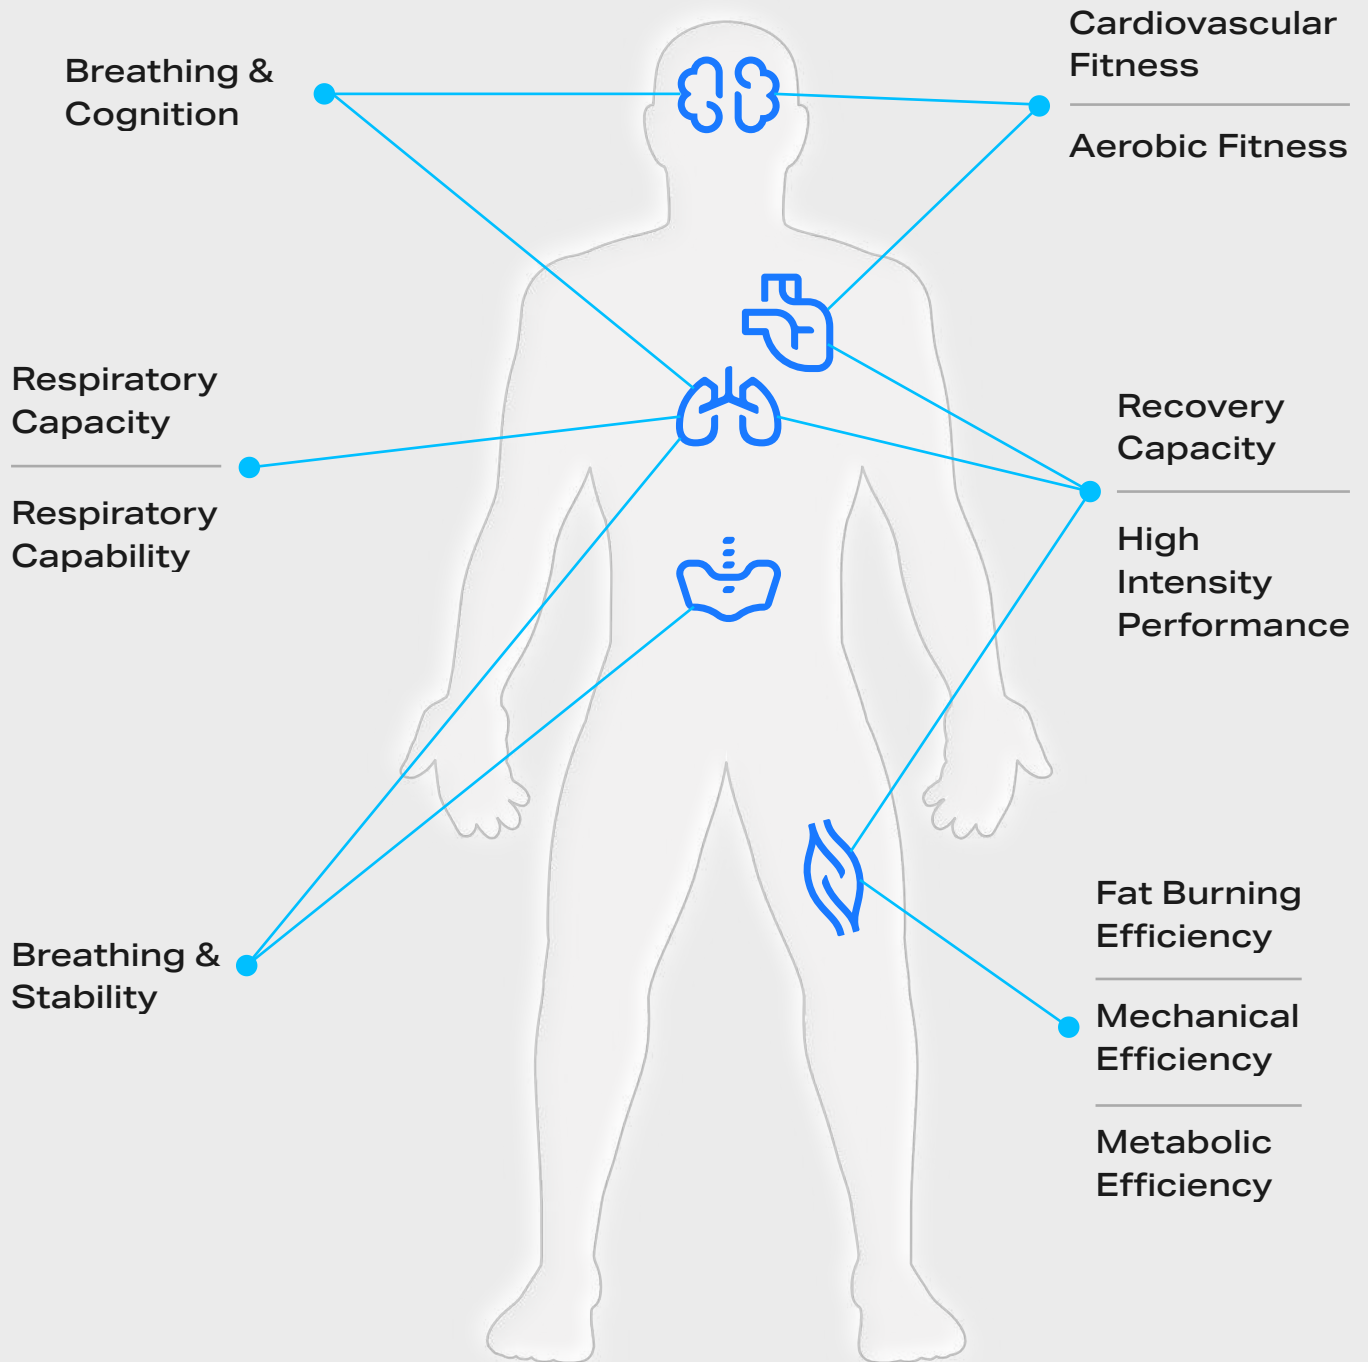 Breathing &
Cognition
Respiratory
Capacity
Respiratory
Capability
Breathing &
Stability
Cardiovascular
Fitness
Aerobic Fitness
Recovery
Capacity
High
Intensity
Performance
Fat Burning
Efficiency
Mechanical
Efficiency
Metabolic
Efficiency